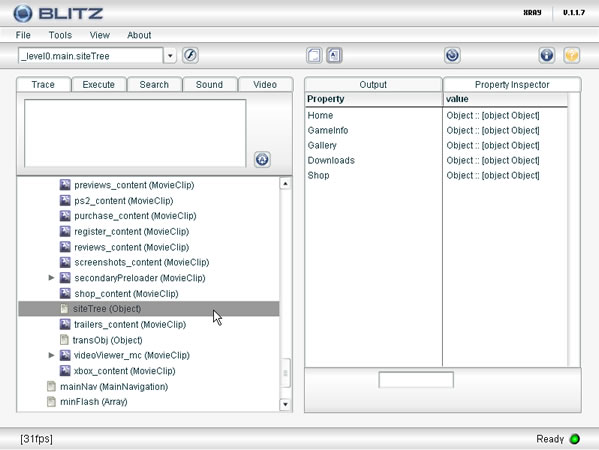 BLITZ
XRAY V.1.1.7
File Tools View About
_level0.main.siteTree
Trace Execute Search Sound Video
Output Property Inspector
Property value
Home Object :: [object Object]
GameInfo Object :: [object Object]
Gallery Object :: [object Object]
Downloads Object :: [object Object]
Shop Object :: [object Object]
previews_content (MovieClip)
ps2_content (MovieClip)
purchase_content (MovieClip)
register_content (MovieClip)
reviews_content (MovieClip)
screenshots_content (MovieClip)
secondaryPreloader (MovieClip)
shop_content (MovieClip)
siteTree (Object)
trailers_content (MovieClip)
transObj (Object)
videoViewer_mc (MovieClip)
xbox_content (MovieClip)
mainNav (MainNavigation)
minFlash (Array)
[31fps] Ready